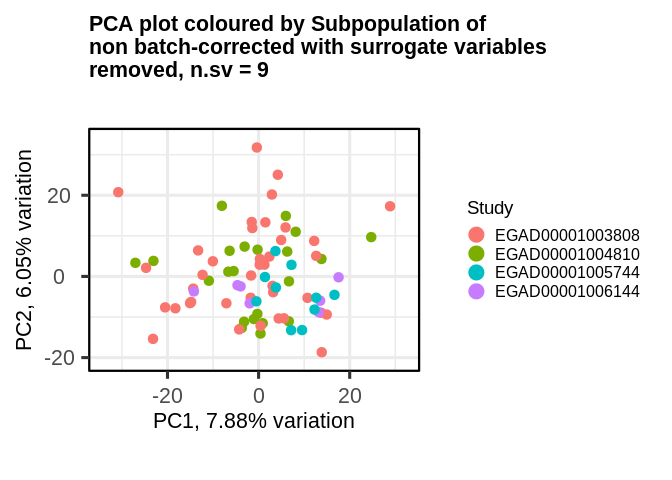 PCA plot coloured by Subpopulation of
non batch-corrected with surrogate variables
removed, n.sv = 9
PC2, 6.05% variation
20
0
-20
-20
0
20
PC1, 7.88% variation
Study
EGAD00001003808
EGAD00001004810
EGAD00001005744
EGAD00001006144